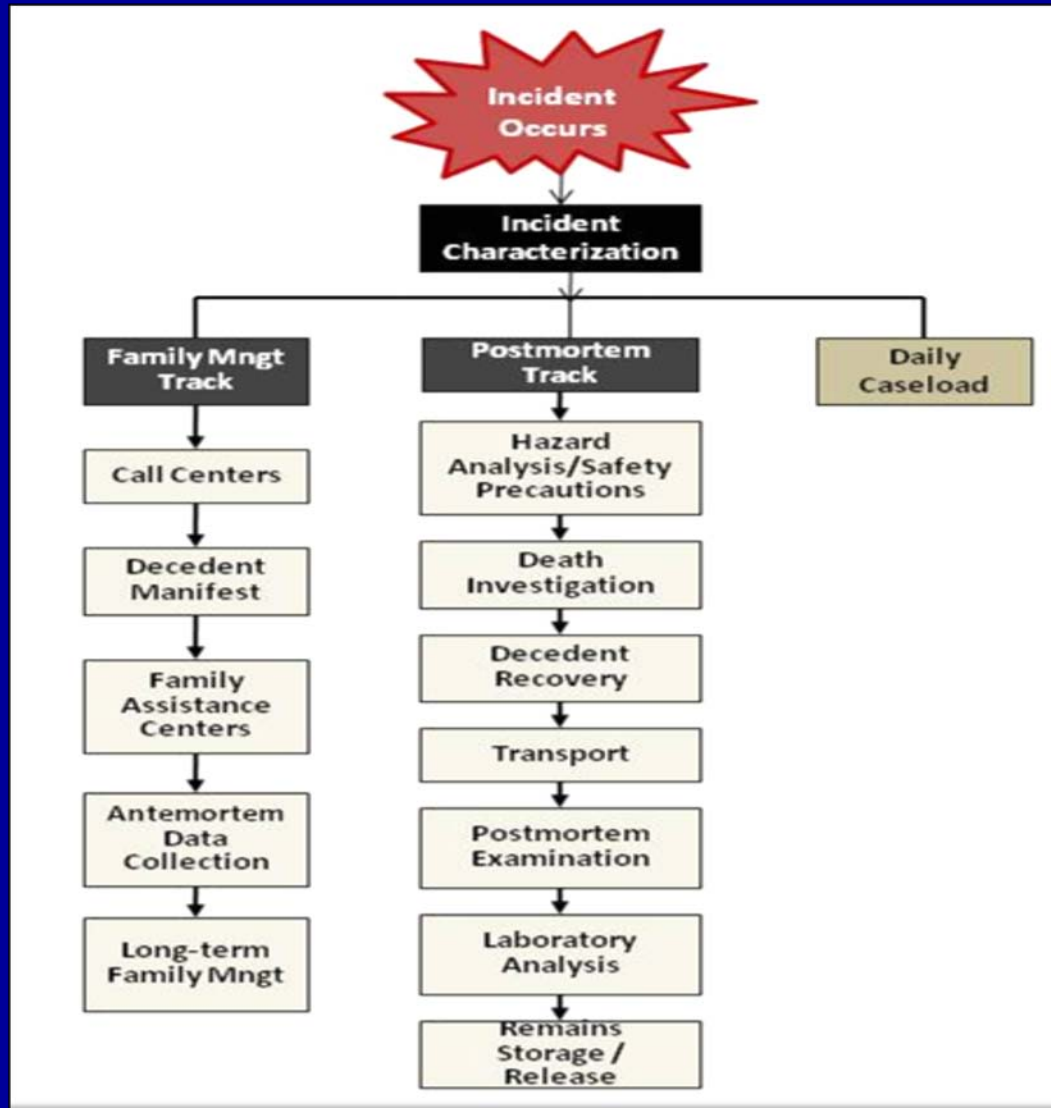 Incident
Occurs
Incident
Characterization
Family Mngt
Track
Call Centers
Decedent
Manifest
Family
Assistance
Centers
Antemortem
Data
Collection
Long-term
Family Mngt
Postmortem
Track
Hazard
Analysis/Safety
Precautions
Death
Investigation
Decedent
Recovery
Transport
Postmortem
Examination
Laboratory
Analysis
Remains
Storage /
Release
Daily
Caseload